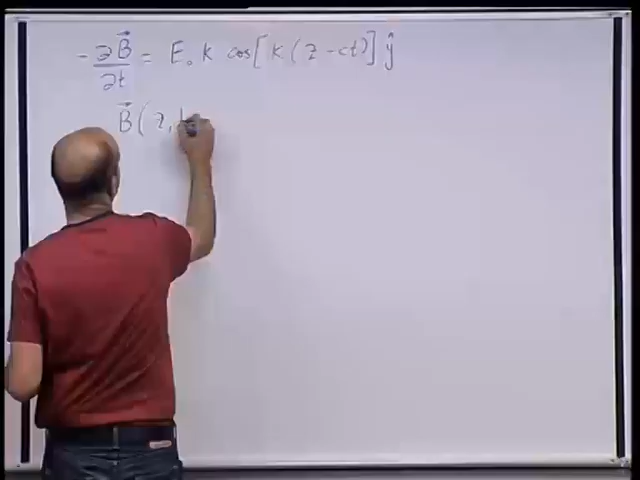 -∂B⃗/∂t = E₀ K cos[K(z-ct)] ŷ
B⃗(z,t